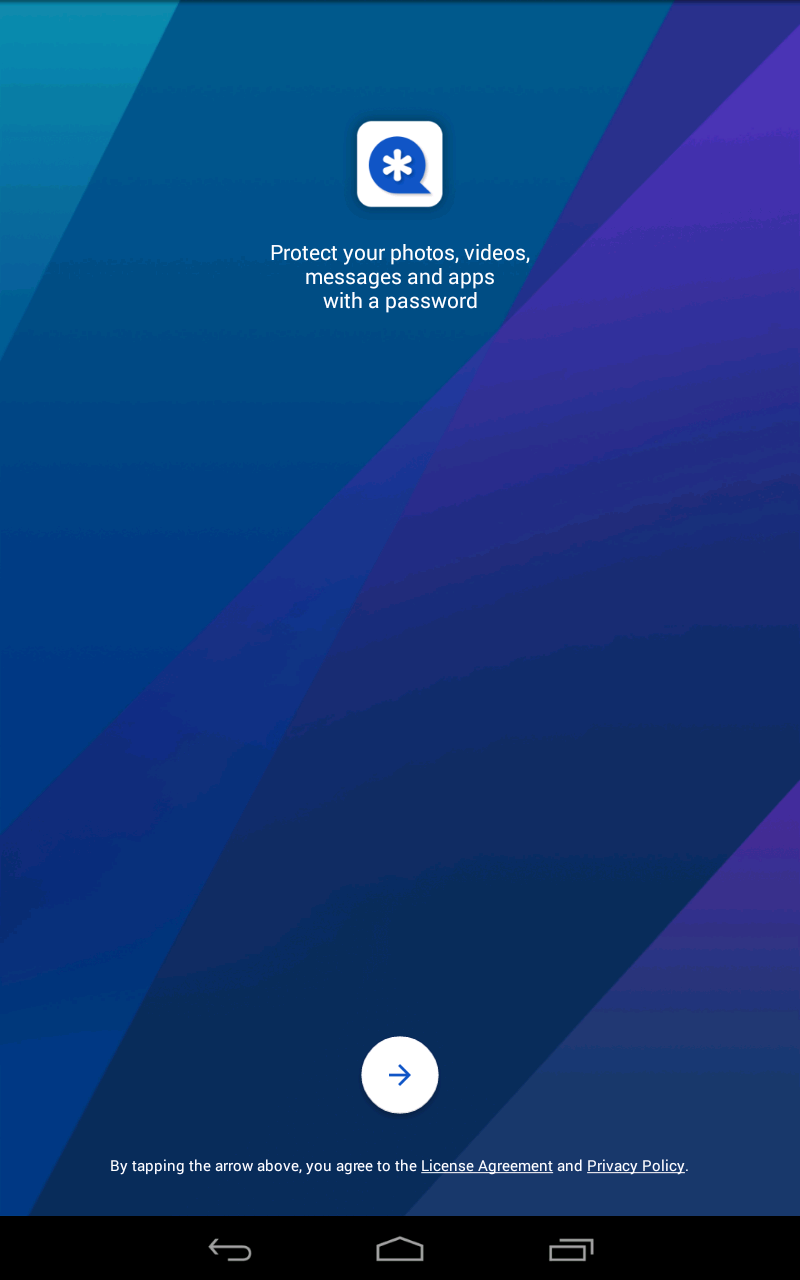 Protect your photos, videos,
messages and apps
with a password
By tapping the arrow above, you agree to the License Agreement and Privacy Policy.